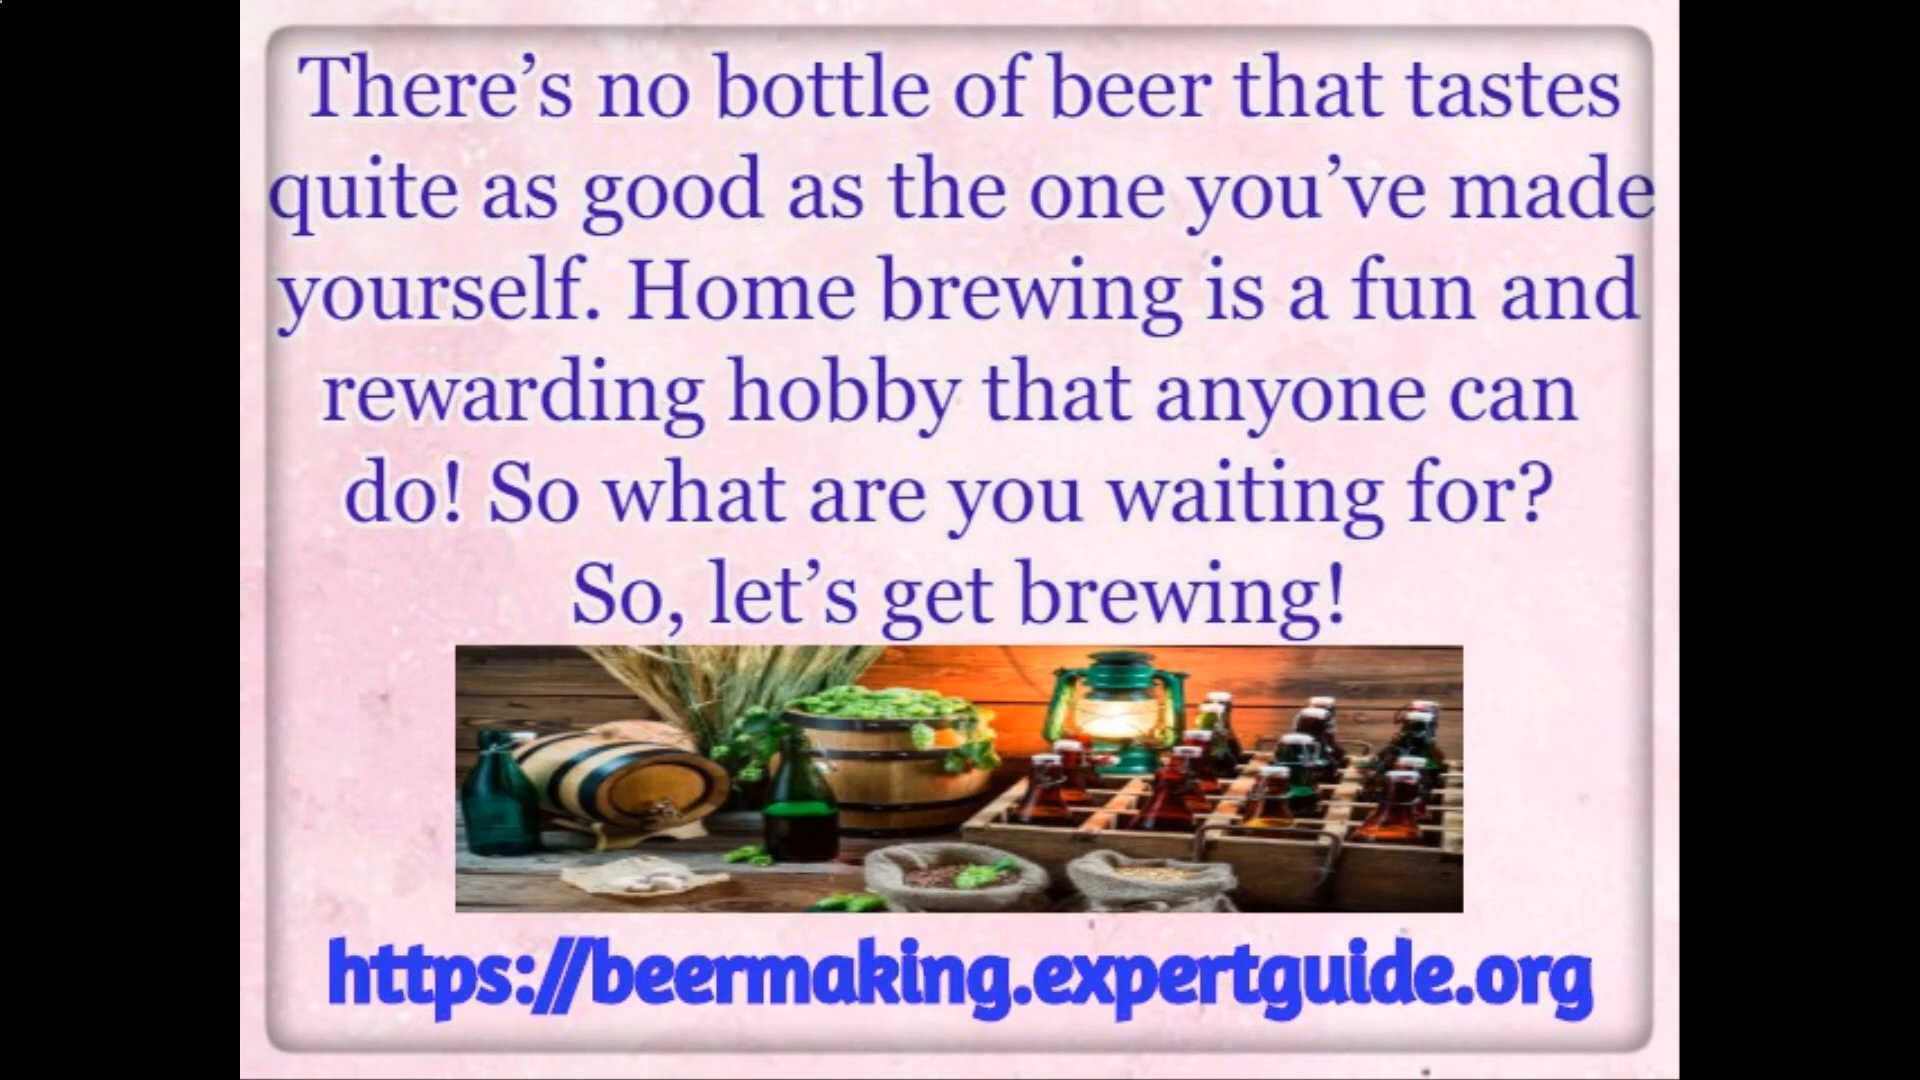 There’s no bottle of beer that tastes
quite as good as the one you’ve made
yourself. Home brewing is a fun and
rewarding hobby that anyone can
do! So what are you waiting for?
So, let’s get brewing!
https://beermaking.expertguide.org